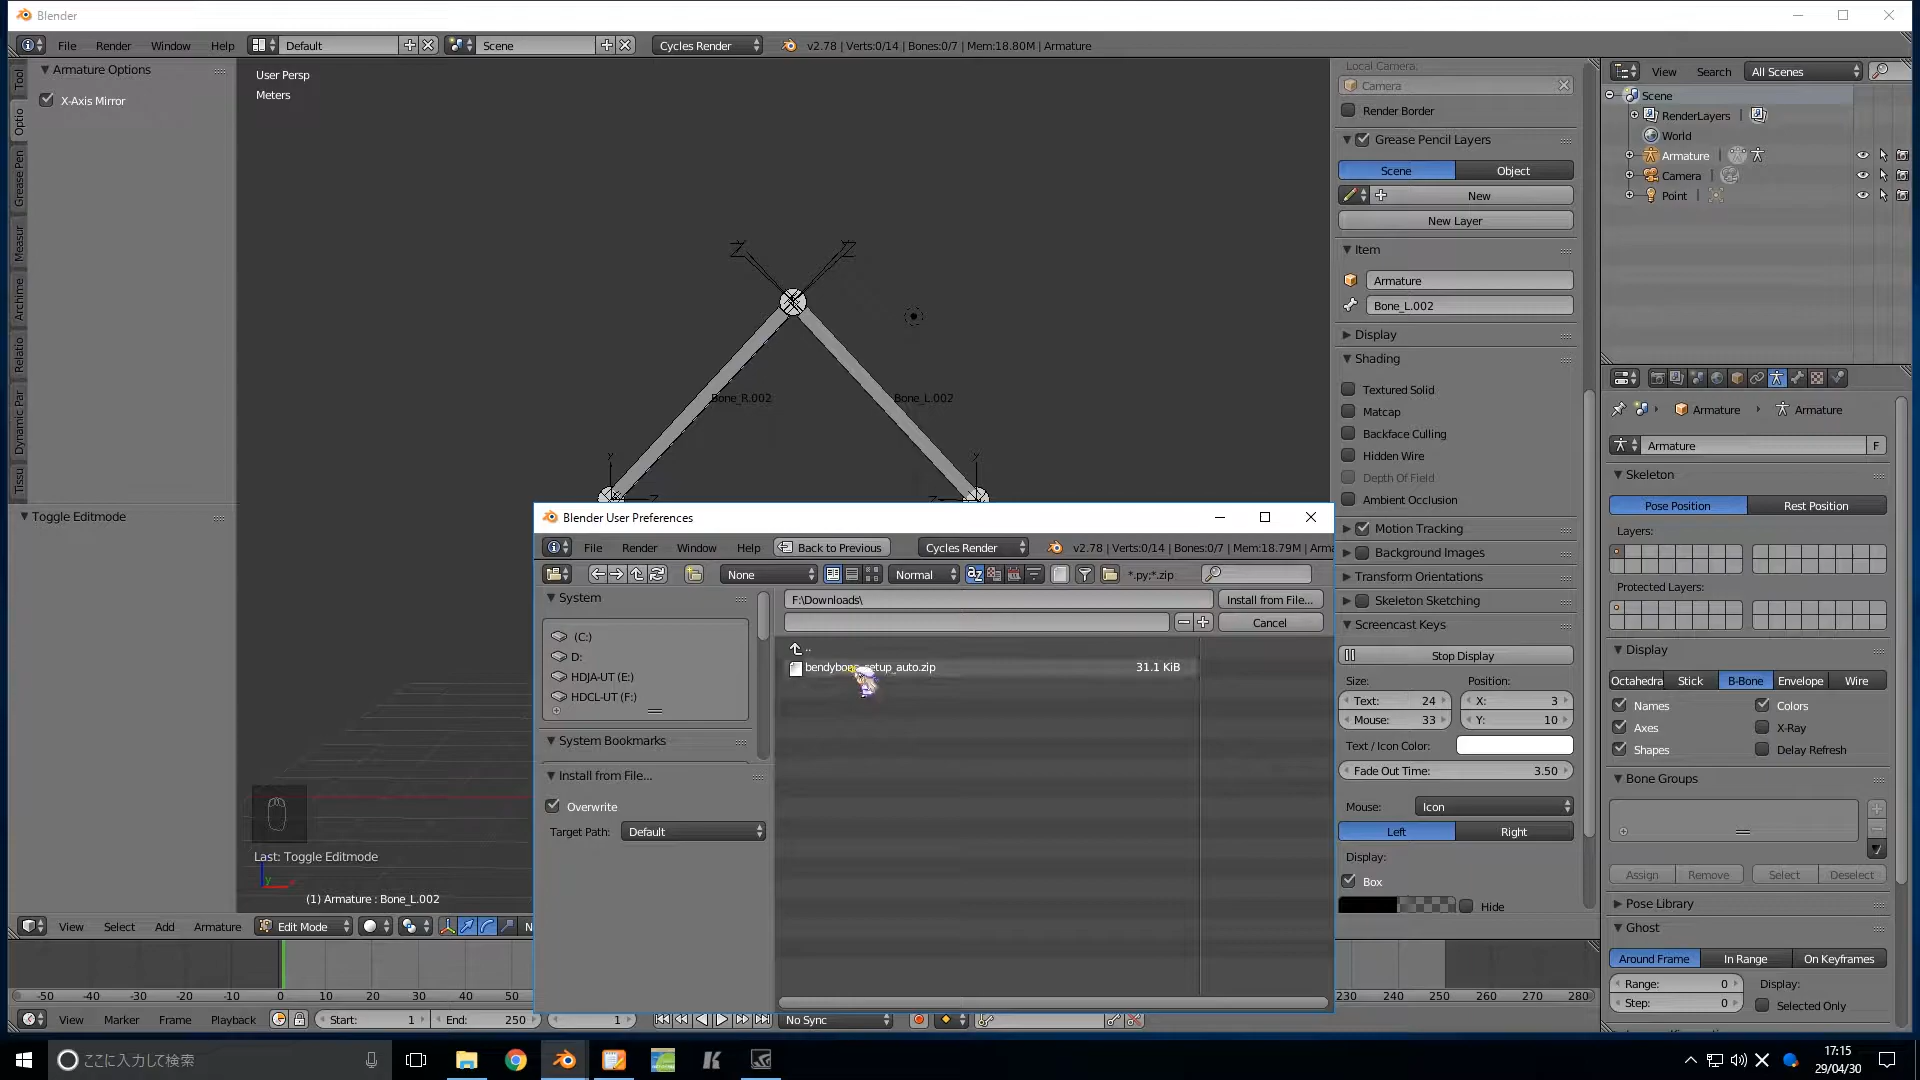 Blender
File Render Window Help Default Scene Cycles Render v2.78 | Verts:0/14 | Bones:0/7 | Mem:18.80M | Armature
Armature Options
X-Axis Mirror
Toggle Editmode
Tool
Optio
Grease Pen
Measur
Archime
Relatio
Dynamic Par
Tissu
User Persp
Meters
Z Z
Bone_R.002 Bone_L.002
y y
Last: Toggle Editmode
y
(1) Armature : Bone_L.002
View Select Add Armature Edit Mode
Local Camera:
Camera
Render Border
Grease Pencil Layers
Scene Object
New
New Layer
Item
Armature
Bone_L.002
Display
Shading
Textured Solid
Matcap
Backface Culling
Hidden Wire
Depth Of Field
Ambient Occlusion
Motion Tracking
Background Images
Transform Orientations
Skeleton Sketching
Screencast Keys
Stop Display
Size: Position:
Text: 24 X: 3
Mouse: 33 Y: 10
Text / Icon Color:
Fade Out Time: 3.50
Mouse: Icon
Left Right
Display:
Box
Hide
View Search All Scenes
Scene
RenderLayers |
World
Armature |
Camera |
Point |
Armature Armature
Armature F
Skeleton
Pose Position Rest Position
Layers:
Protected Layers:
Display
Octahedra Stick B-Bone Envelope Wire
Names Colors
Axes X-Ray
Shapes Delay Refresh
Bone Groups
Assign Remove Select Deselect
Pose Library
Ghost
Around Frame In Range On Keyframes
Range: 0 Display:
Step: 0 Selected Only
Blender User Preferences
File Render Window Help Back to Previous Cycles Render v2.78 | Verts:0/14 | Bones:0/7 | Mem:18.79M | Arma
None Normal *.py;*.zip
System
(C:)
D:
HDJA-UT (E:)
HDCL-UT (F:)
System Bookmarks
Install from File...
Overwrite
Target Path: Default
F:\Downloads\ Install from File...
Cancel
..
bendybone_setup_auto.zip 31.1 KiB
-50 -40 -30 -20 -10 0 10 20 30 40 50 230 240 250 260 270 280
View Marker Frame Playback Start: 1 End: 250 1 No Sync
ここに入力して検索
17:15
29/04/30